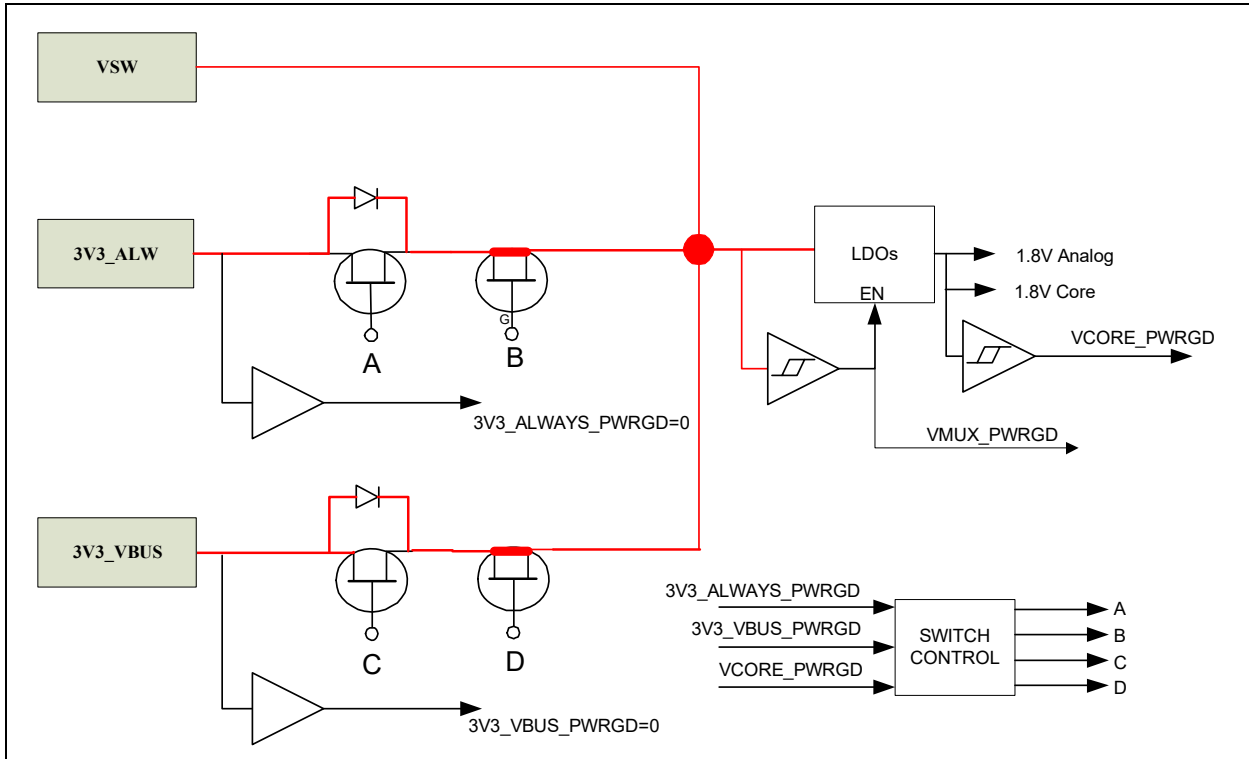 VSW
3V3_ALW
A
G
B
3V3_ALWAYS_PWRGD=0
LDOs
EN
1.8V Analog
1.8V Core
VCORE_PWRGD
VMUX_PWRGD
3V3_VBUS
C
D
3V3_VBUS_PWRGD=0
3V3_ALWAYS_PWRGD
3V3_VBUS_PWRGD
VCORE_PWRGD
SWITCH
CONTROL
A
B
C
D